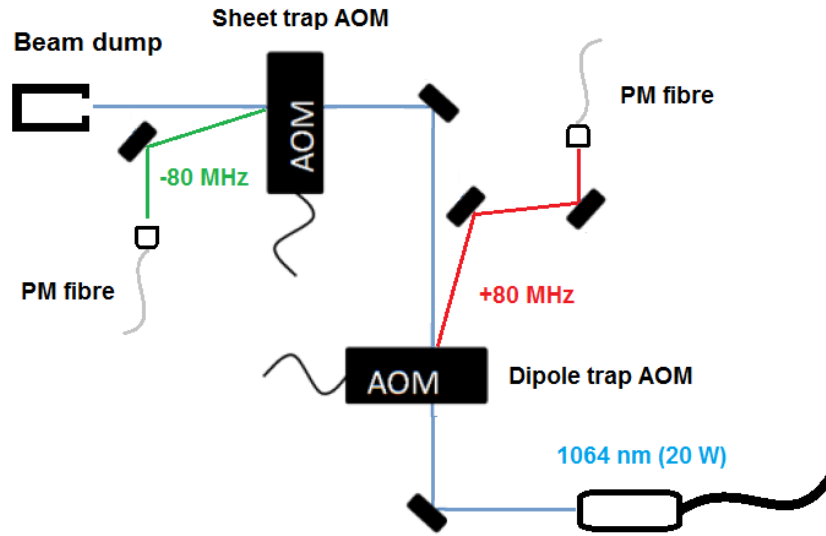 Sheet trap AOM
Beam dump
PM fibre
AOM
-80 MHz
PM fibre
+80 MHz
AOM
Dipole trap AOM
1064 nm (20 W)